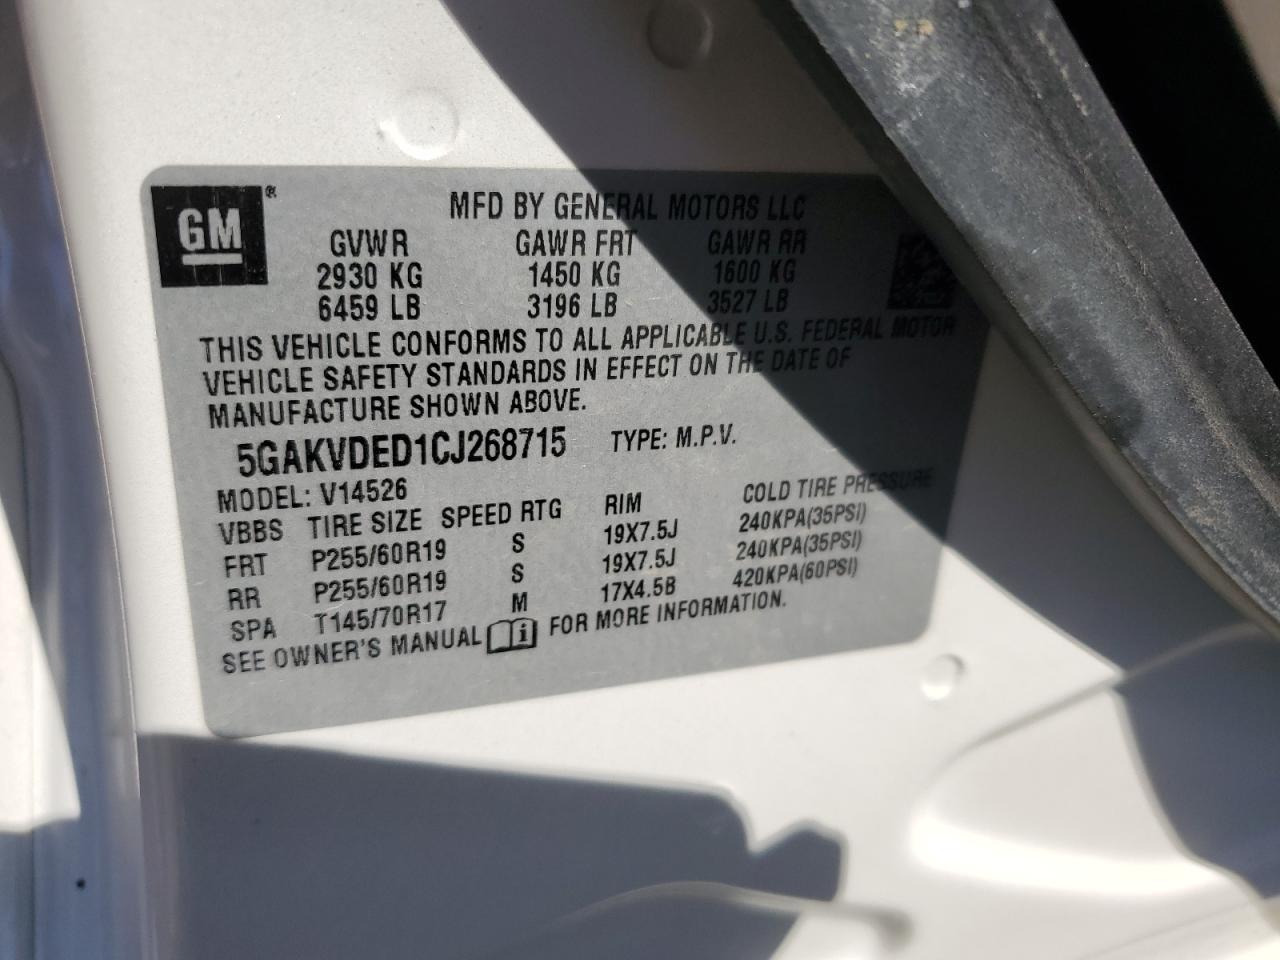 GM®
MFD BY GENERAL MOTORS LLC
GVWR GAWR FRT GAWR RR
2930 KG 1450 KG 1600 KG
6459 LB 3196 LB 3527 LB
THIS VEHICLE CONFORMS TO ALL APPLICABLE U.S. FEDERAL MOTOR
VEHICLE SAFETY STANDARDS IN EFFECT ON THE DATE OF
MANUFACTURE SHOWN ABOVE.
5GAKVDED1CJ268715 TYPE: M.P.V.
MODEL: V14526
VBBS TIRE SIZE SPEED RTG RIM COLD TIRE PRESSURE
FRT P255/60R19 S 19X7.5J 240KPA(35PSI)
RR P255/60R19 S 19X7.5J 240KPA(35PSI)
SPA T145/70R17 M 17X4.5B 420KPA(60PSI)
SEE OWNER'S MANUAL i FOR MORE INFORMATION.